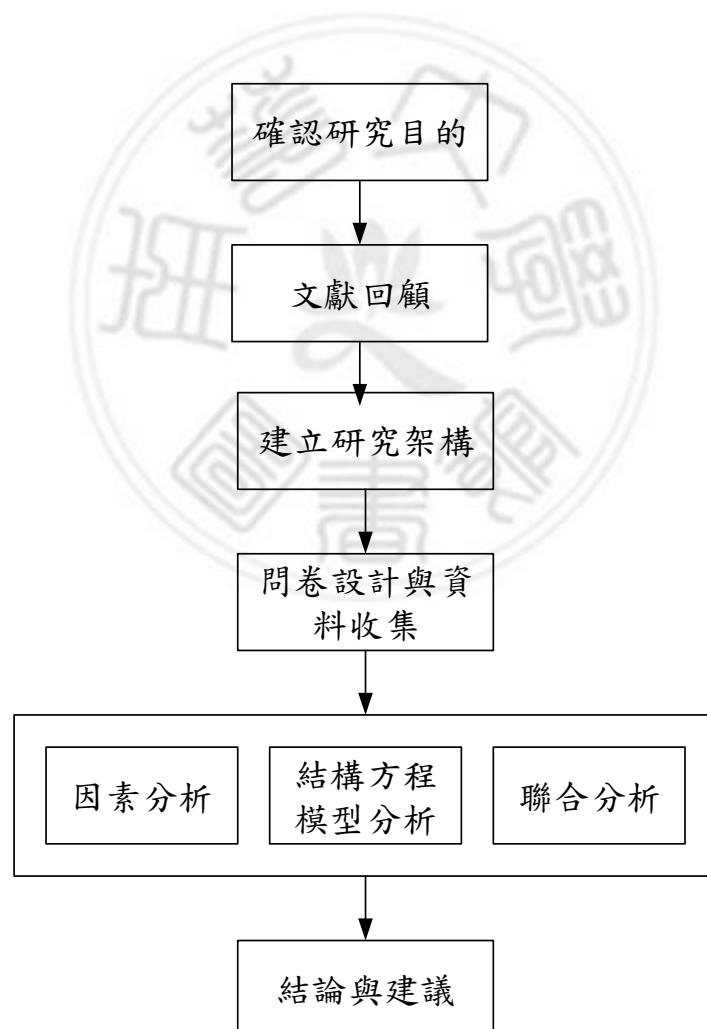 確認研究目的
文獻回顧
建立研究架構
問卷設計與資
料收集
因素分析
結構方程
模型分析
聯合分析
結論與建議